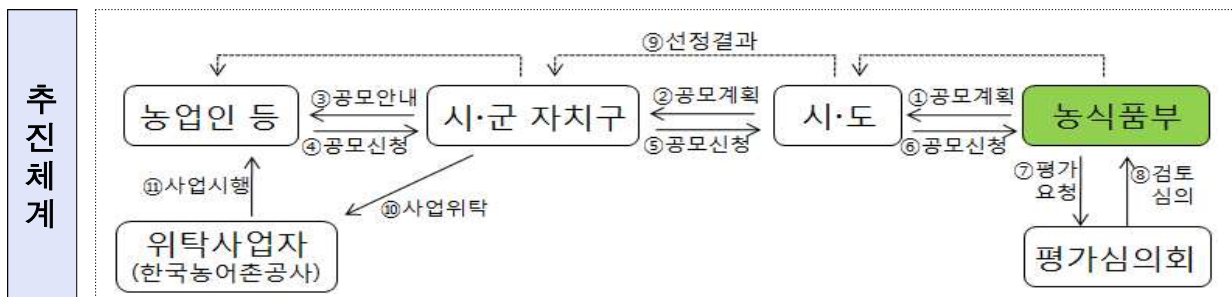 추진체계
⑨선정결과
농업인 등
③공모안내
④공모신청
시·군 자치구
②공모계획
⑤공모신청
시·도
①공모계획
⑥공모신청
농식품부
⑪사업시행
⑩사업위탁
⑦평가
요청
⑧검토
심의
위탁사업자
(한국농어촌공사)
평가심의회